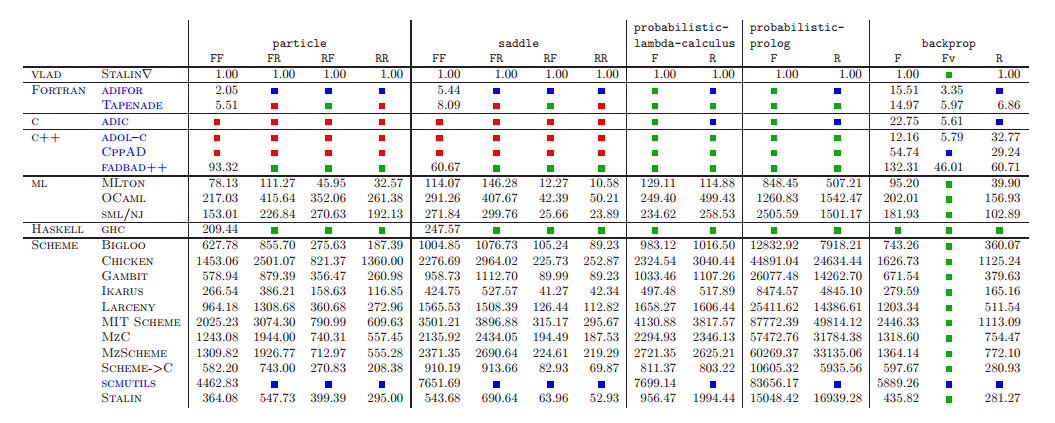 probabilistic- probabilistic-
particle saddle lambda-calculus prolog backprop
FF FR RF RR FF FR RF RR F R F R F Fv R
VLAD STALIN∇ 1.00 1.00 1.00 1.00 1.00 1.00 1.00 1.00 1.00 1.00 1.00 1.00 1.00 1.00
FORTRAN ADIFOR 2.05 5.44 15.51 3.35
TAPENADE 5.51 8.09 14.97 5.97 6.86
C ADIC 22.75 5.61
C++ ADOL-C 12.16 5.79 32.77
CPPAD 54.74 29.24
FADBAD++ 93.32 60.67 132.31 46.01 60.71
ML MLTON 78.13 111.27 45.95 32.57 114.07 146.28 12.27 10.58 129.11 114.88 848.45 507.21 95.20 39.90
OCAML 217.03 415.64 352.06 261.38 291.26 407.67 42.39 50.21 249.40 499.43 1260.83 1542.47 202.01 156.93
SML/NJ 153.01 226.84 270.63 192.13 271.84 299.76 25.66 23.89 234.62 258.53 2505.59 1501.17 181.93 102.89
HASKELL GHC 209.44 247.57
SCHEME BIGLOO 627.78 855.70 275.63 187.39 1004.85 1076.73 105.24 89.23 983.12 1016.50 12832.92 7918.21 743.26 360.07
CHICKEN 1453.06 2501.07 821.37 1360.00 2276.69 2964.02 225.73 252.87 2324.54 3040.44 44891.04 24634.44 1626.73 1125.24
GAMBIT 578.94 879.39 356.47 260.98 958.73 1112.70 89.99 89.23 1033.46 1107.26 26077.48 14262.70 671.54 379.63
IKARUS 266.54 386.21 158.63 116.85 424.75 527.57 41.27 42.34 497.48 517.89 8474.57 4845.10 279.59 165.16
LARCENY 964.18 1308.68 360.68 272.96 1565.53 1508.39 126.44 112.82 1658.27 1606.44 25411.62 14386.61 1203.34 511.54
MIT SCHEME 2025.23 3074.30 790.99 609.63 3501.21 3896.88 315.17 295.67 4130.88 3817.57 87772.39 49814.12 2446.33 1113.09
MZC 1243.08 1944.00 740.31 557.45 2135.92 2434.05 194.49 187.53 2294.93 2346.13 57472.76 31784.38 1318.60 754.47
MZSCHEME 1309.82 1926.77 712.97 555.28 2371.35 2690.64 224.61 219.29 2721.35 2625.21 60269.37 33135.06 1364.14 772.10
SCHEME->C 582.20 743.00 270.83 208.38 910.19 913.66 82.93 69.87 811.37 803.22 10605.32 5935.56 597.67 280.93
SCMUTILS 4462.83 7651.69 7699.14 83656.17 5889.26
STALIN 364.08 547.73 399.39 295.00 543.68 690.64 63.96 52.93 956.47 1994.44 15048.42 16939.28 435.82 281.27